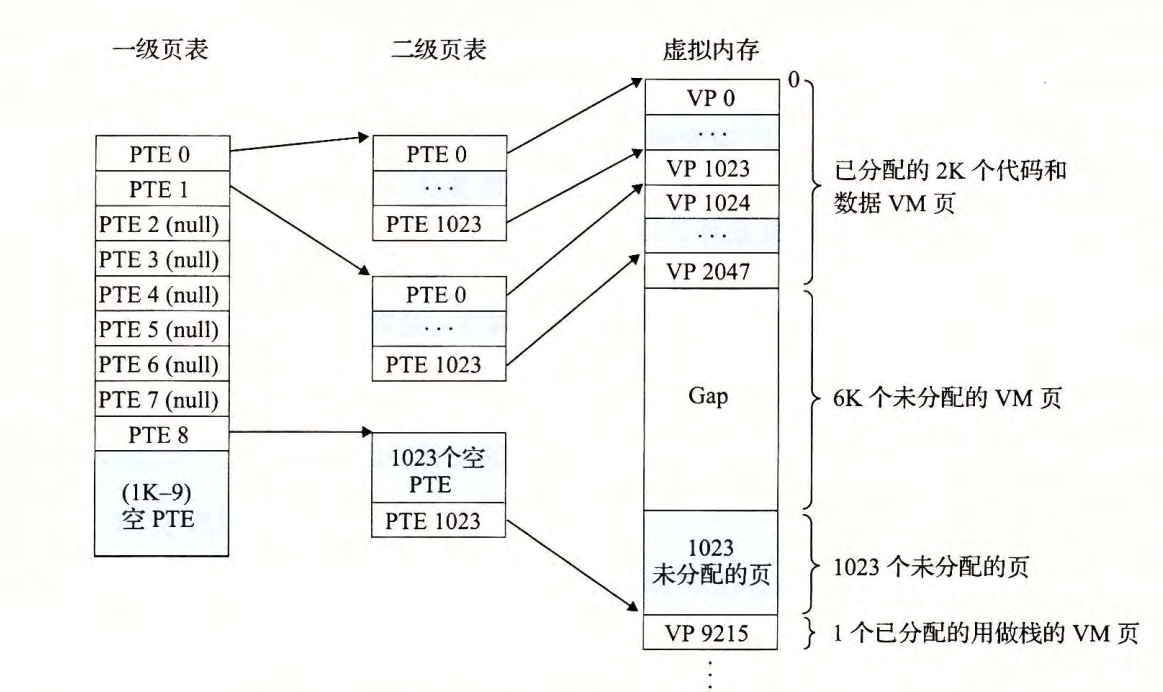 一级页表
二级页表
虚拟内存
PTE 0
PTE 1
PTE 2 (null)
PTE 3 (null)
PTE 4 (null)
PTE 5 (null)
PTE 6 (null)
PTE 7 (null)
PTE 8
(1K–9)
空 PTE
PTE 0
···
PTE 1023
PTE 0
···
PTE 1023
1023个空
PTE
PTE 1023
0
VP 0
···
VP 1023
VP 1024
···
VP 2047
Gap
1023
未分配的页
VP 9215
⋮
已分配的 2K 个代码和
数据 VM 页
6K 个未分配的 VM 页
1023 个未分配的页
1 个已分配的用做栈的 VM 页